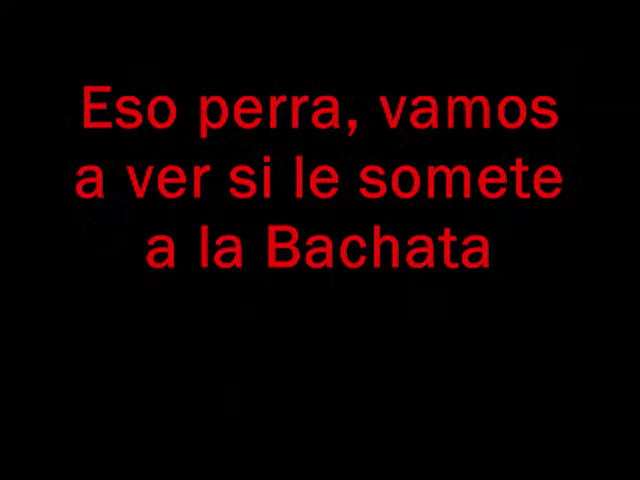 Eso perra, vamos
a ver si le somete
a la Bachata